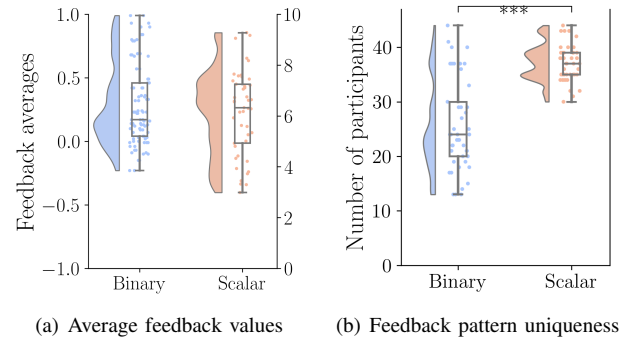 1.0
0.5
0.0
−0.5
−1.0
Feedback averages
10
8
6
4
2
0
Binary
Scalar
(a) Average feedback values
***
40
30
20
10
0
Number of participants
Binary
Scalar
(b) Feedback pattern uniqueness